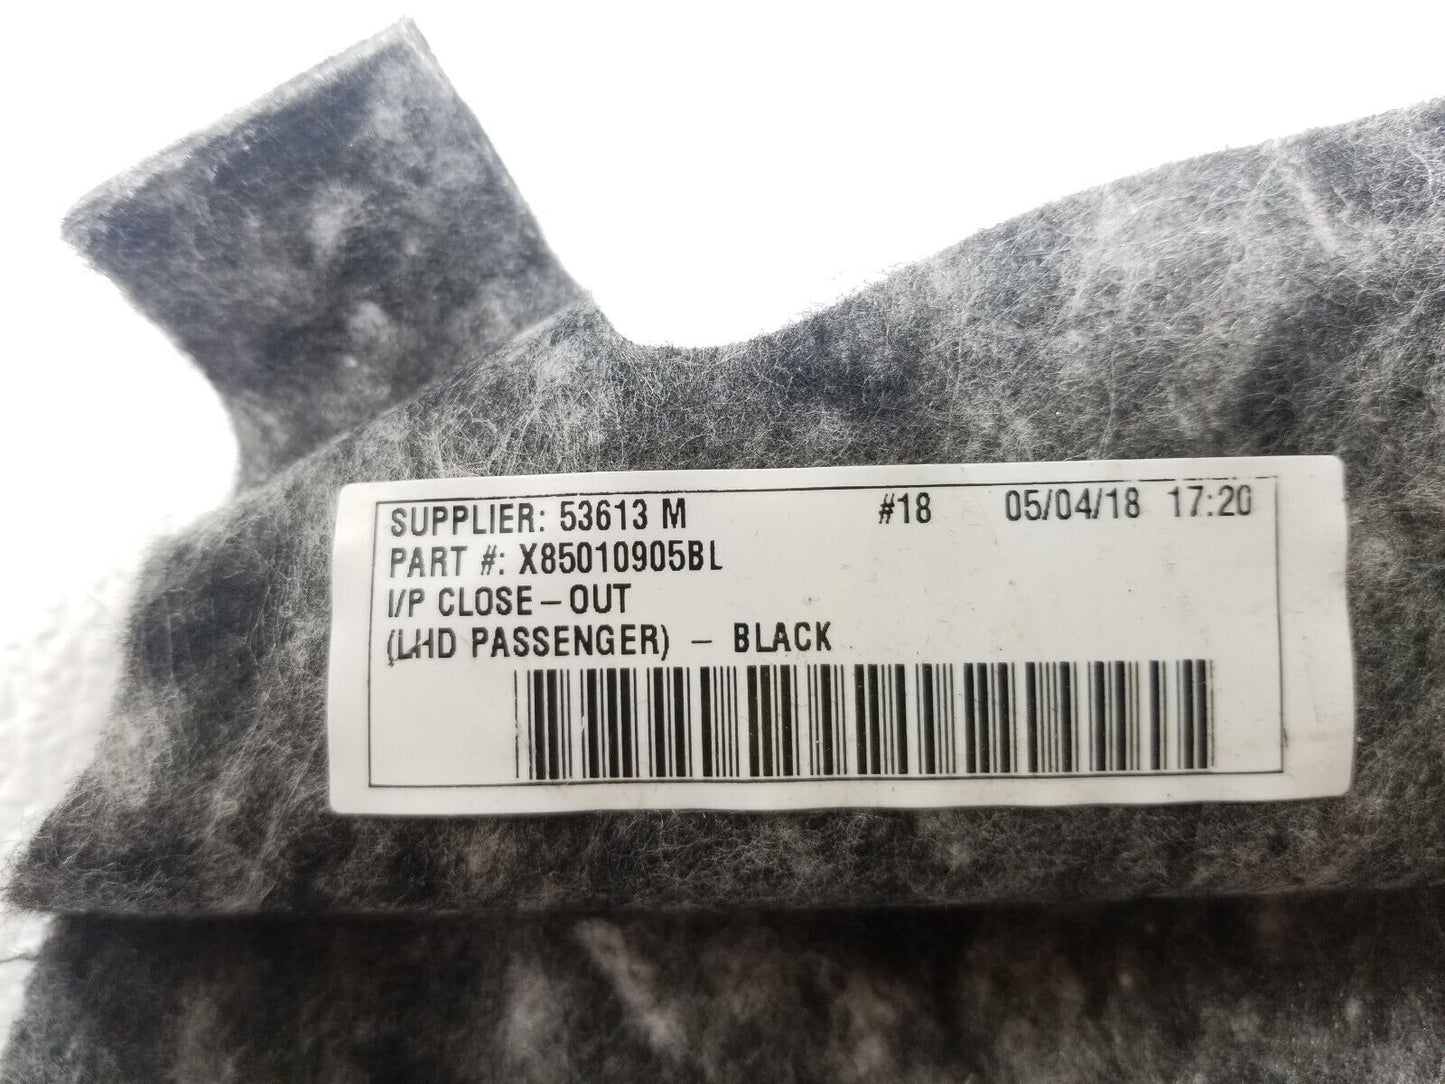 SUPPLIER: 53613 M #18 05/04/18 17:20
PART #: X85010905BL
I/P CLOSE-OUT
(LHD PASSENGER) - BLACK